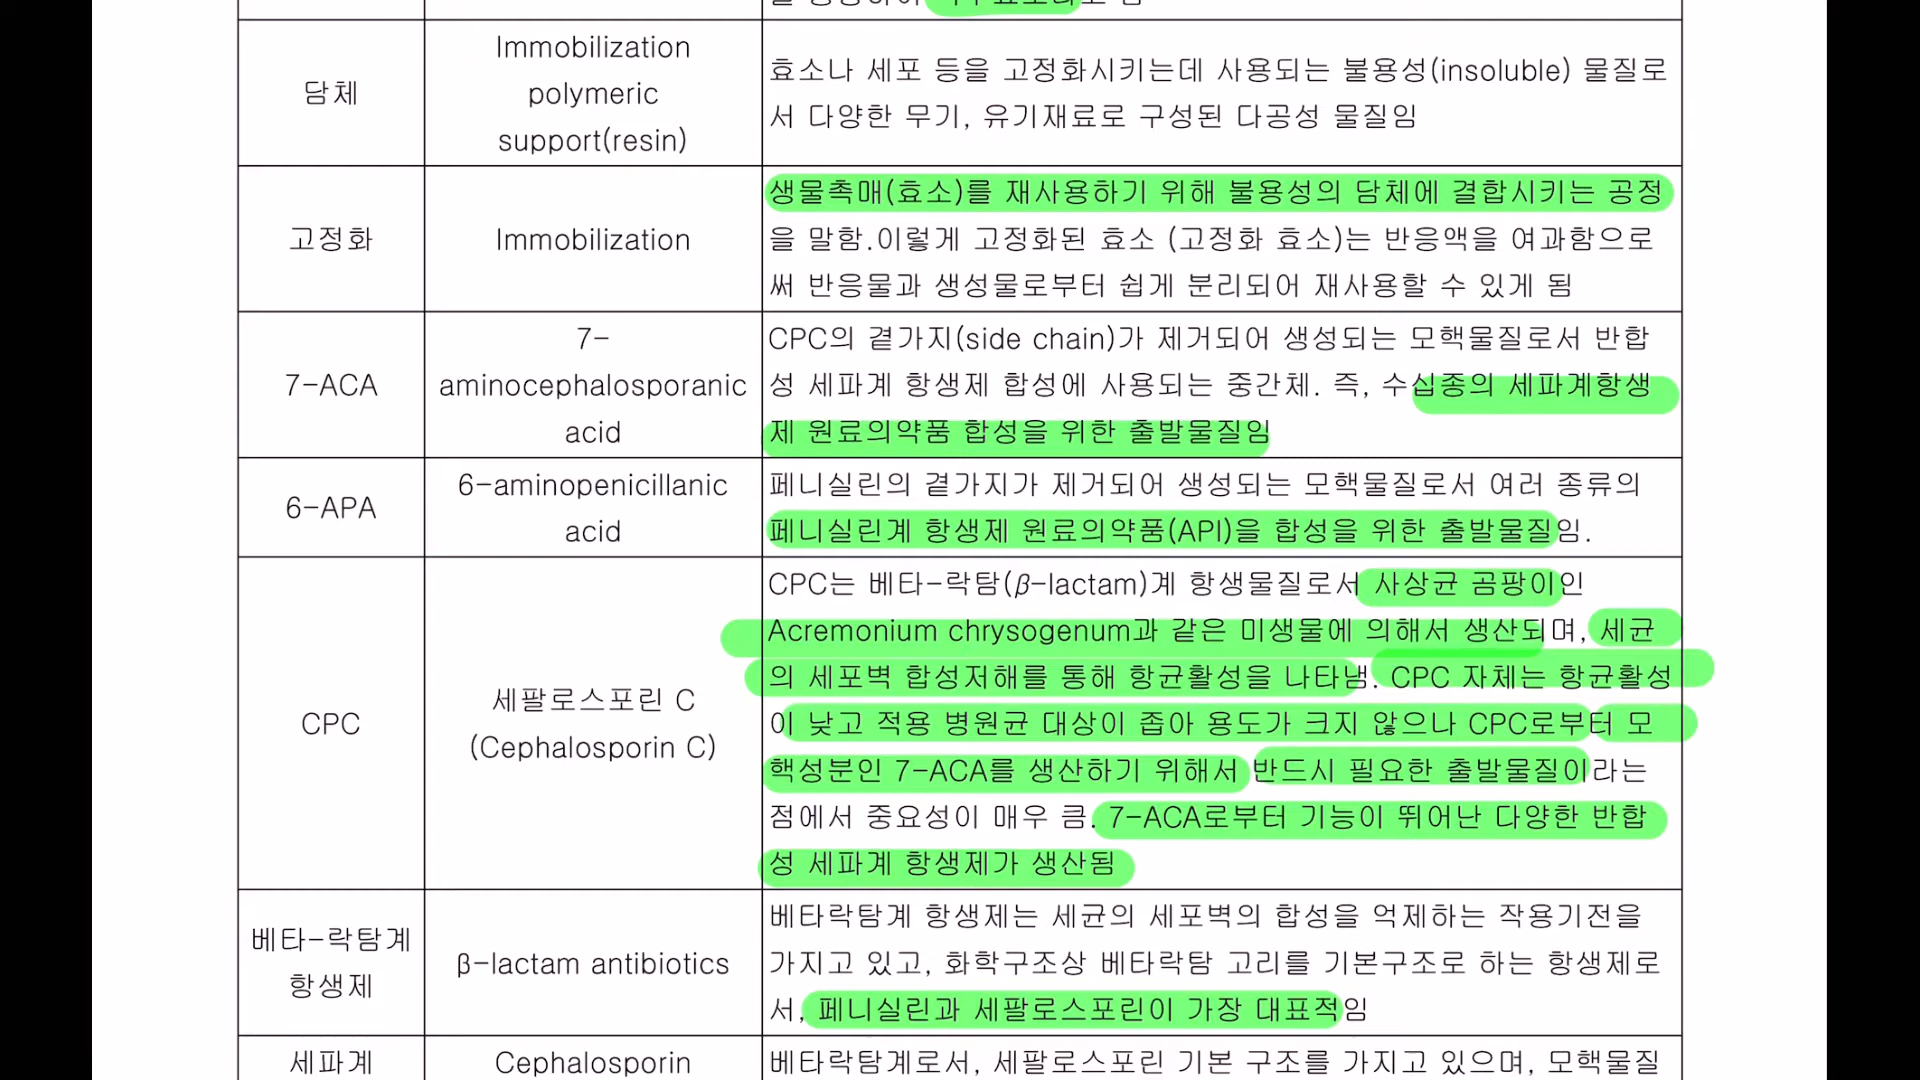 담체
Immobilization
polymeric
support(resin)
효소나 세포 등을 고정화시키는데 사용되는 불용성(insoluble) 물질로
서 다양한 무기, 유기재료로 구성된 다공성 물질임
고정화
Immobilization
생물촉매(효소)를 재사용하기 위해 불용성의 담체에 결합시키는 공정
을 말함.이렇게 고정화된 효소 (고정화 효소)는 반응액을 여과함으로
써 반응물과 생성물로부터 쉽게 분리되어 재사용할 수 있게 됨
7-ACA
7-
aminocephalosporanic
acid
CPC의 곁가지(side chain)가 제거되어 생성되는 모핵물질로서 반합
성 세파계 항생제 합성에 사용되는 중간체. 즉, 수십종의 세파계항생
제 원료의약품 합성을 위한 출발물질임
6-APA
6-aminopenicillanic
acid
페니실린의 곁가지가 제거되어 생성되는 모핵물질로서 여러 종류의
페니실린계 항생제 원료의약품(API)을 합성을 위한 출발물질임.
CPC
세팔로스포린 C
(Cephalosporin C)
CPC는 베타-락탐(β-lactam)계 항생물질로서 사상균 곰팡이인
Acremonium chrysogenum과 같은 미생물에 의해서 생산되며, 세균
의 세포벽 합성저해를 통해 항균활성을 나타냄. CPC 자체는 항균활성
이 낮고 적용 병원균 대상이 좁아 용도가 크지 않으나 CPC로부터 모
핵성분인 7-ACA를 생산하기 위해서 반드시 필요한 출발물질이라는
점에서 중요성이 매우 큼. 7-ACA로부터 기능이 뛰어난 다양한 반합
성 세파계 항생제가 생산됨
베타-락탐계
항생제
β-lactam antibiotics
베타락탐계 항생제는 세균의 세포벽의 합성을 억제하는 작용기전을
가지고 있고, 화학구조상 베타락탐 고리를 기본구조로 하는 항생제로
서, 페니실린과 세팔로스포린이 가장 대표적임
세파계
Cephalosporin
베타락탐계로서, 세팔로스포린 기본 구조를 가지고 있으며, 모핵물질